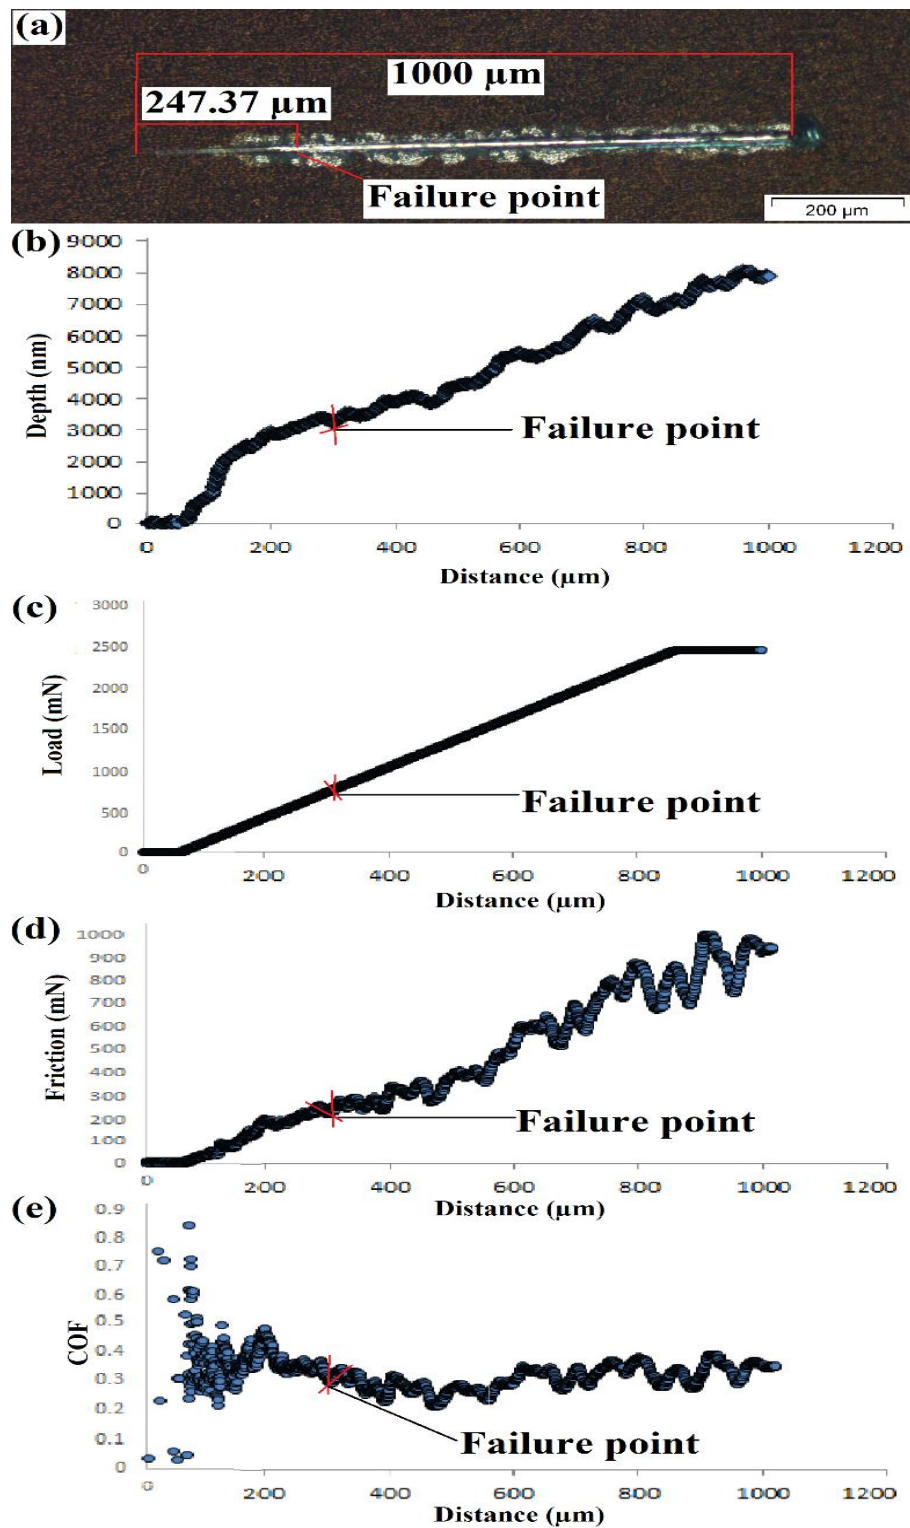 (a)
1000 µm
247.37 µm
Failure point
200 µm
(b)
9000
8000
7000
6000
5000
4000
3000
2000
1000
0
Depth (nm)
Failure point
0 200 400 600 800 1000 1200
Distance (µm)
(c)
3000
2500
2000
1500
1000
500
0
Load (mN)
Failure point
0 200 400 600 800 1000 1200
Distance (µm)
(d)
1000
900
800
700
600
500
400
300
200
100
0
Friction (mN)
Failure point
0 200 400 600 800 1000 1200
Distance (µm)
(e)
0.9
0.8
0.7
0.6
0.5
0.4
0.3
0.2
0.1
0
COF
Failure point
0 200 400 600 800 1000 1200
Distance (µm)